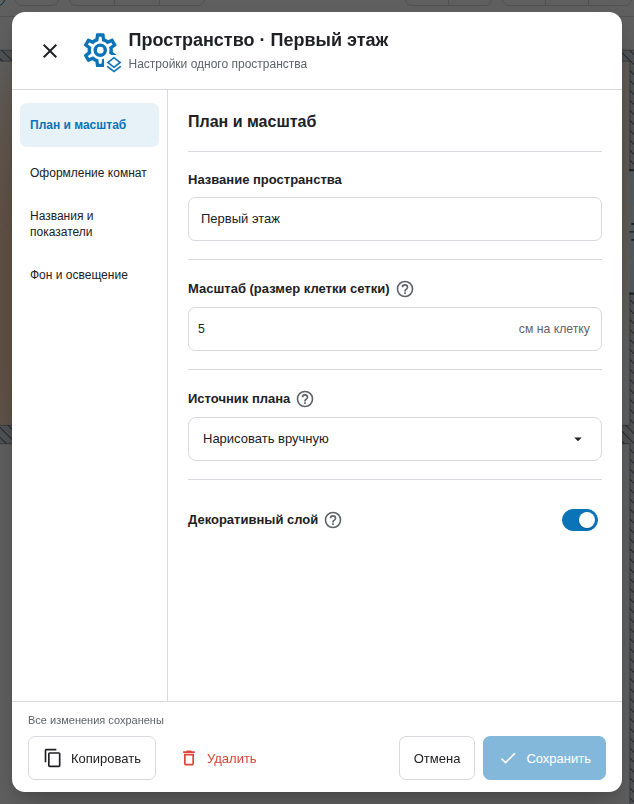 Пространство · Первый этаж
Настройки одного пространства
План и масштаб
Оформление комнат
Названия и
показатели
Фон и освещение
План и масштаб
Название пространства
Первый этаж
Масштаб (размер клетки сетки)
5
см на клетку
Источник плана
Нарисовать вручную
Декоративный слой
Все изменения сохранены
Копировать
Удалить
Отмена
Сохранить